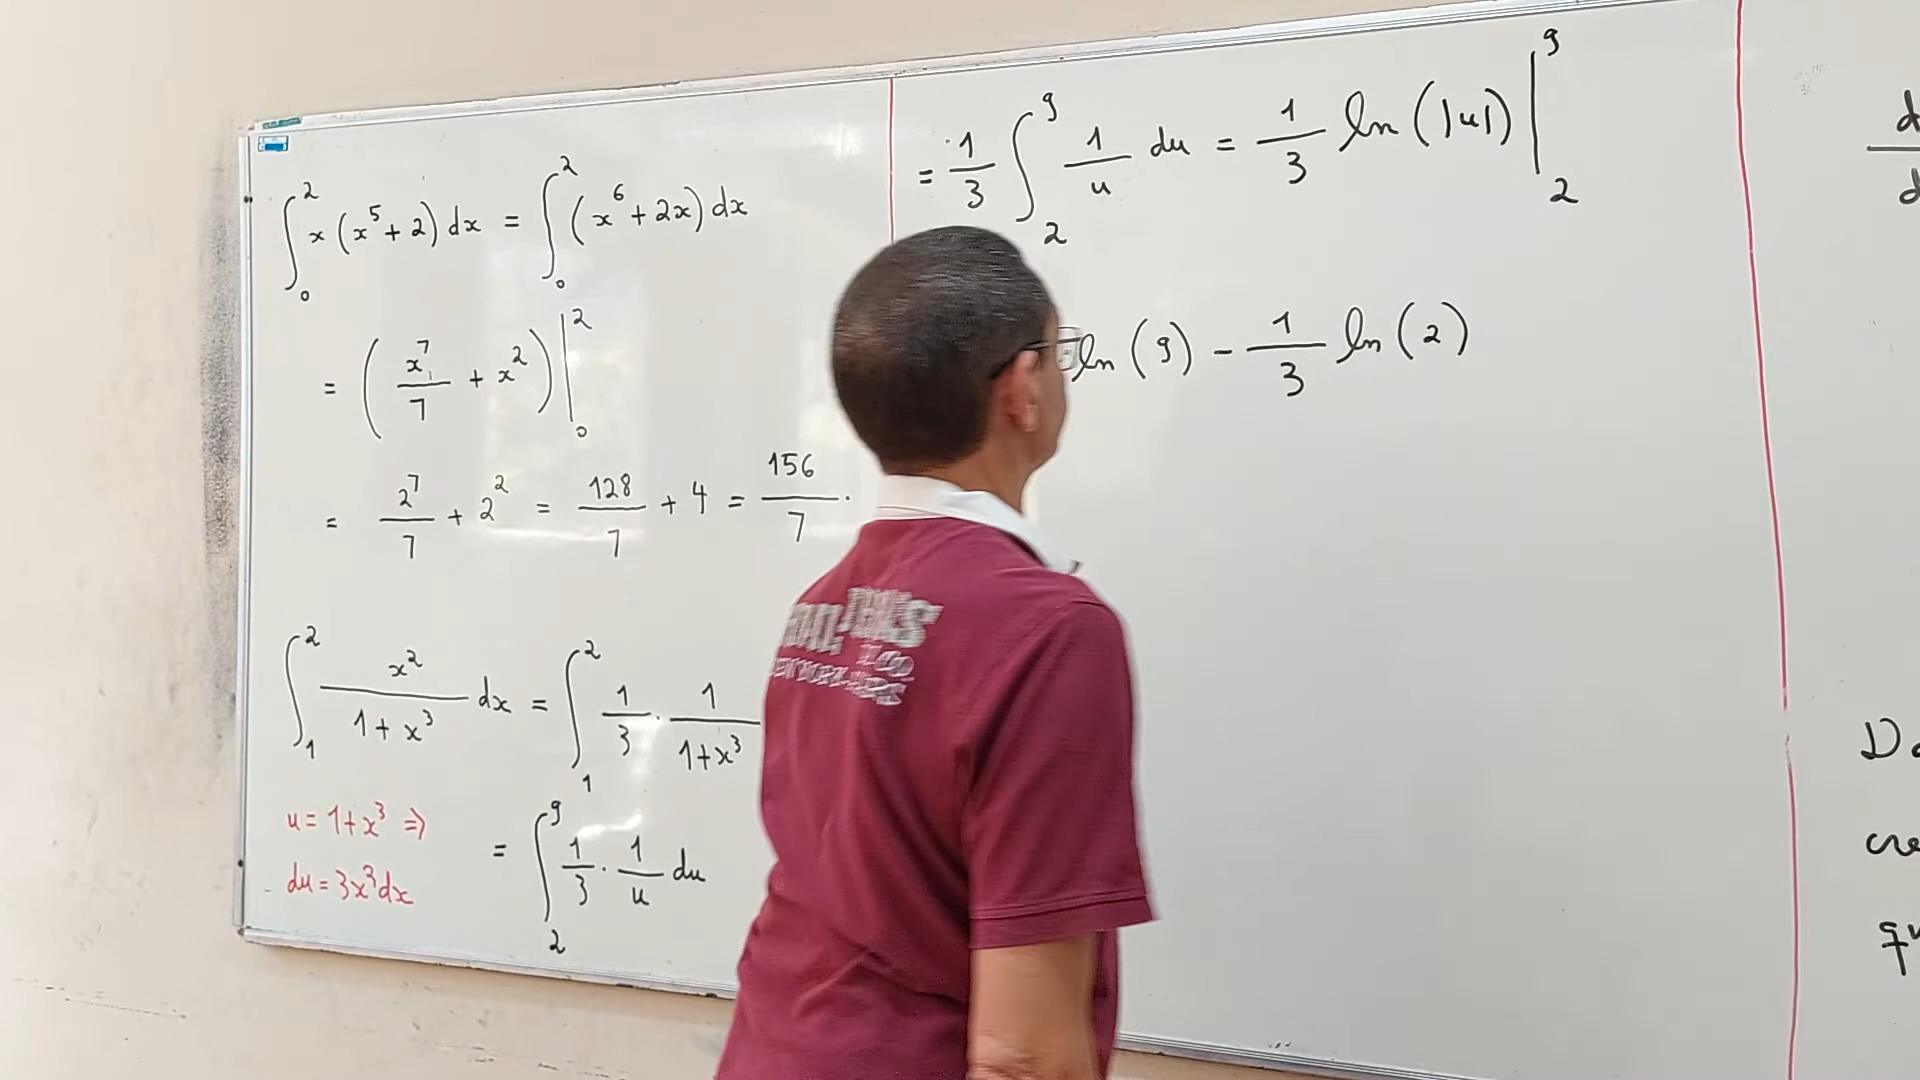 ∫₀² x(x⁵+2)dx = ∫₀² (x⁶+2x)dx
= (x⁷/7 + x²)|₀²
= 2⁷/7 + 2² = 128/7 + 4 = 156/7.
∫₁² x²/(1+x³) dx = ∫₁² 1/3 · 1/(1+x³)
u = 1+x³ ⇒
du = 3x²dx
= ∫₂⁹ 1/3 · 1/u du
= 1/3 ∫₂⁹ 1/u du = 1/3 ln(|u|)|₂⁹
ln(9) - 1/3 ln(2)